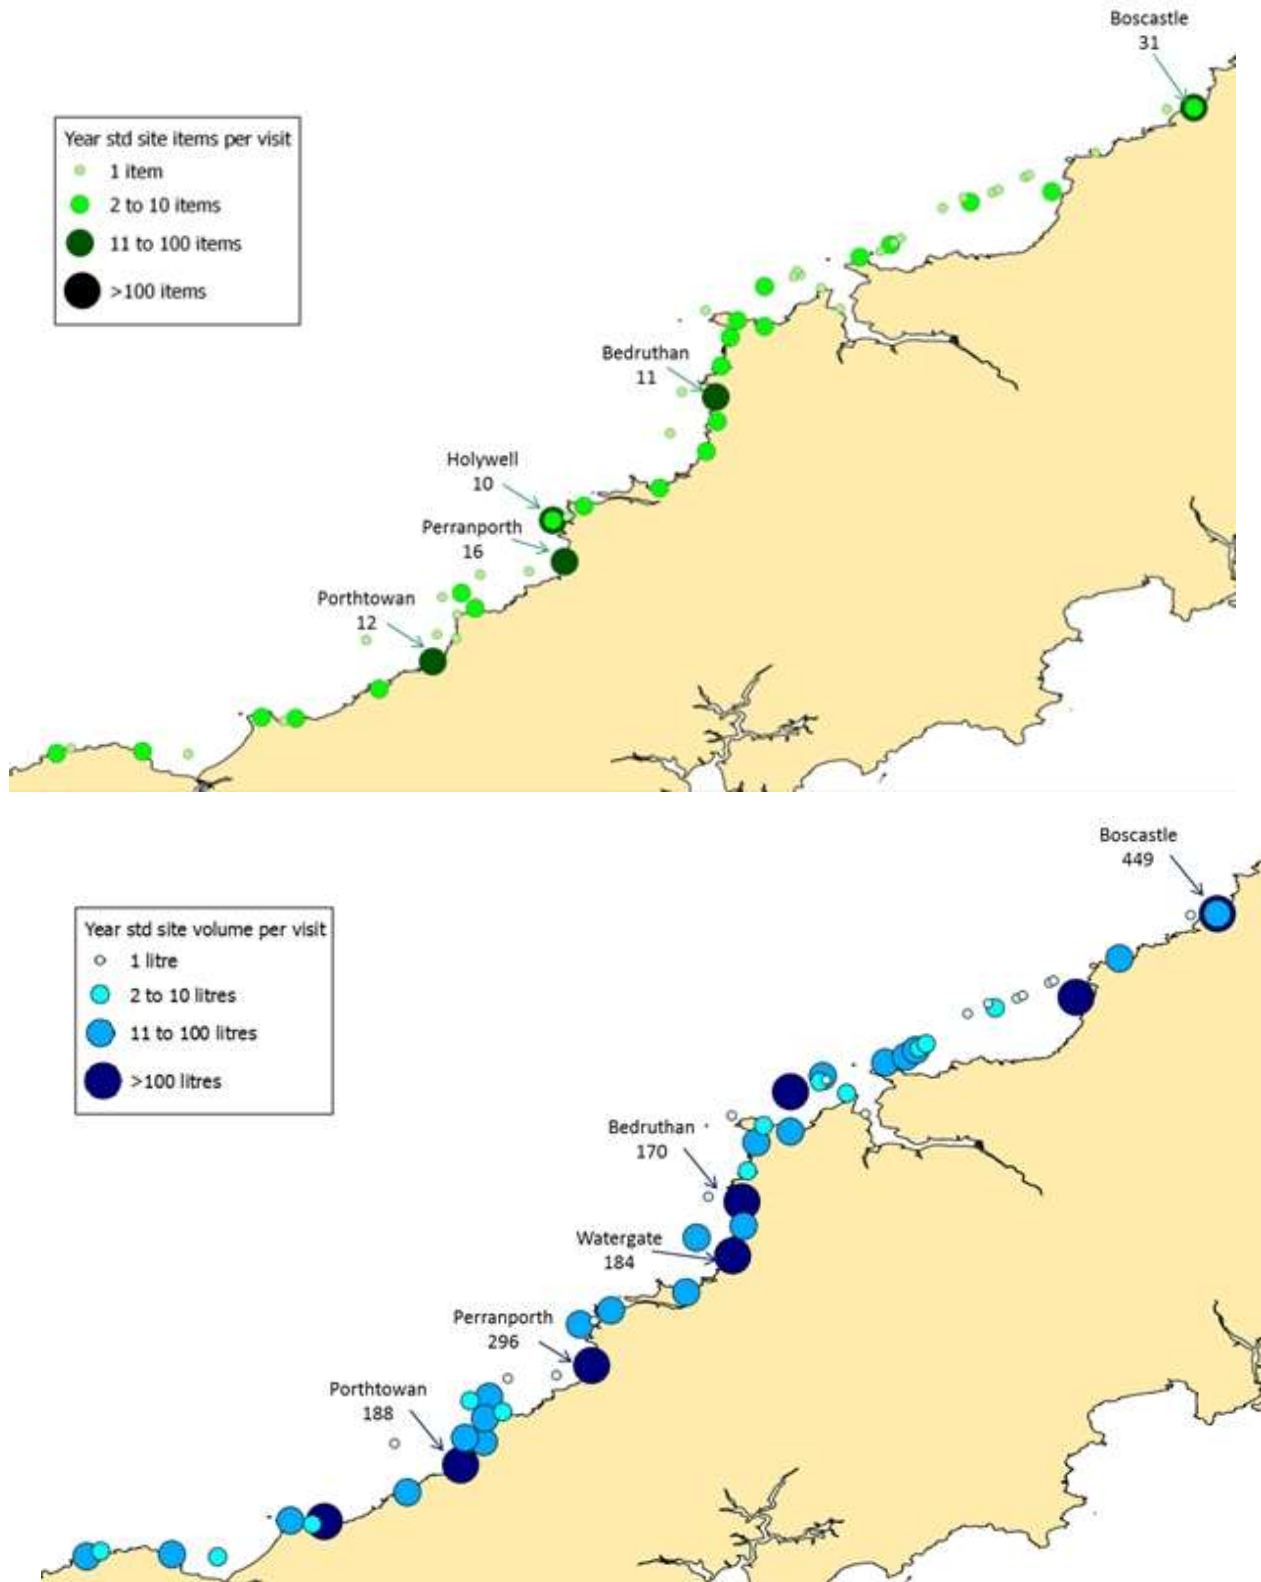 Boscastle
31
Year std site items per visit
1 item
2 to 10 items
11 to 100 items
>100 items
Bedruthan
11
Holywell
10
Perranporth
16
Porthtowan
12
Boscastle
449
Year std site volume per visit
1 litre
2 to 10 litres
11 to 100 litres
>100 litres
Bedruthan
170
Watergate
184
Perranporth
296
Porthtowan
188